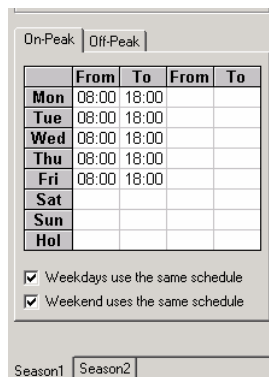 On-Peak Off-Peak
From To From To
Mon 08:00 18:00
Tue 08:00 18:00
Wed 08:00 18:00
Thu 08:00 18:00
Fri 08:00 18:00
Sat
Sun
Hol
Weekdays use the same schedule
Weekend uses the same schedule
Season1 Season2